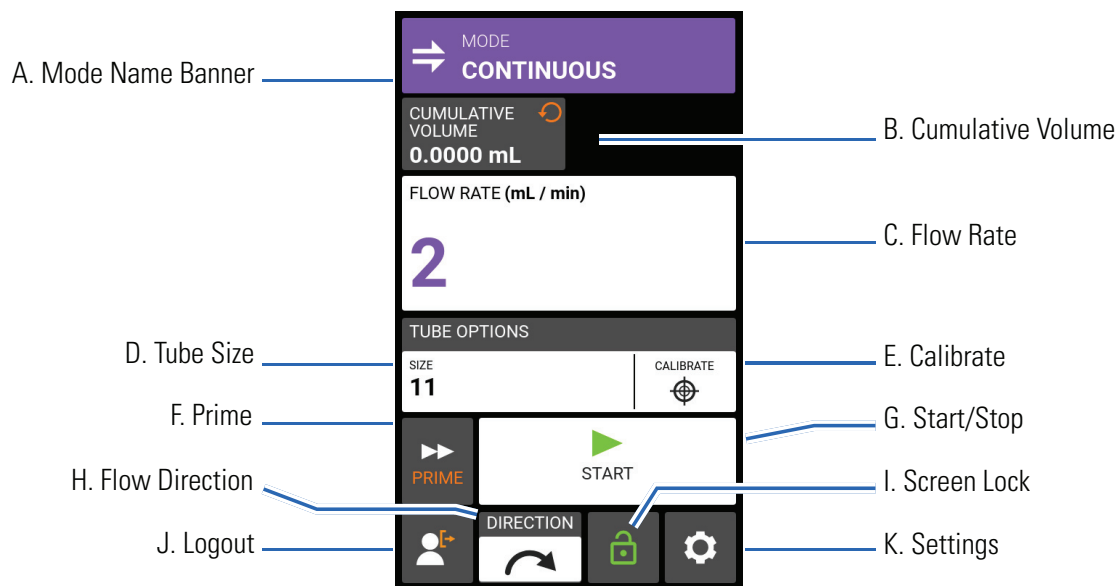 MODE
CONTINUOUS
A. Mode Name Banner
CUMULATIVE
VOLUME
0.0000 mL
B. Cumulative Volume
FLOW RATE (mL / min)
2
C. Flow Rate
TUBE OPTIONS
D. Tube Size
SIZE
11
CALIBRATE
E. Calibrate
F. Prime
PRIME
START
G. Start/Stop
H. Flow Direction
DIRECTION
I. Screen Lock
J. Logout
K. Settings